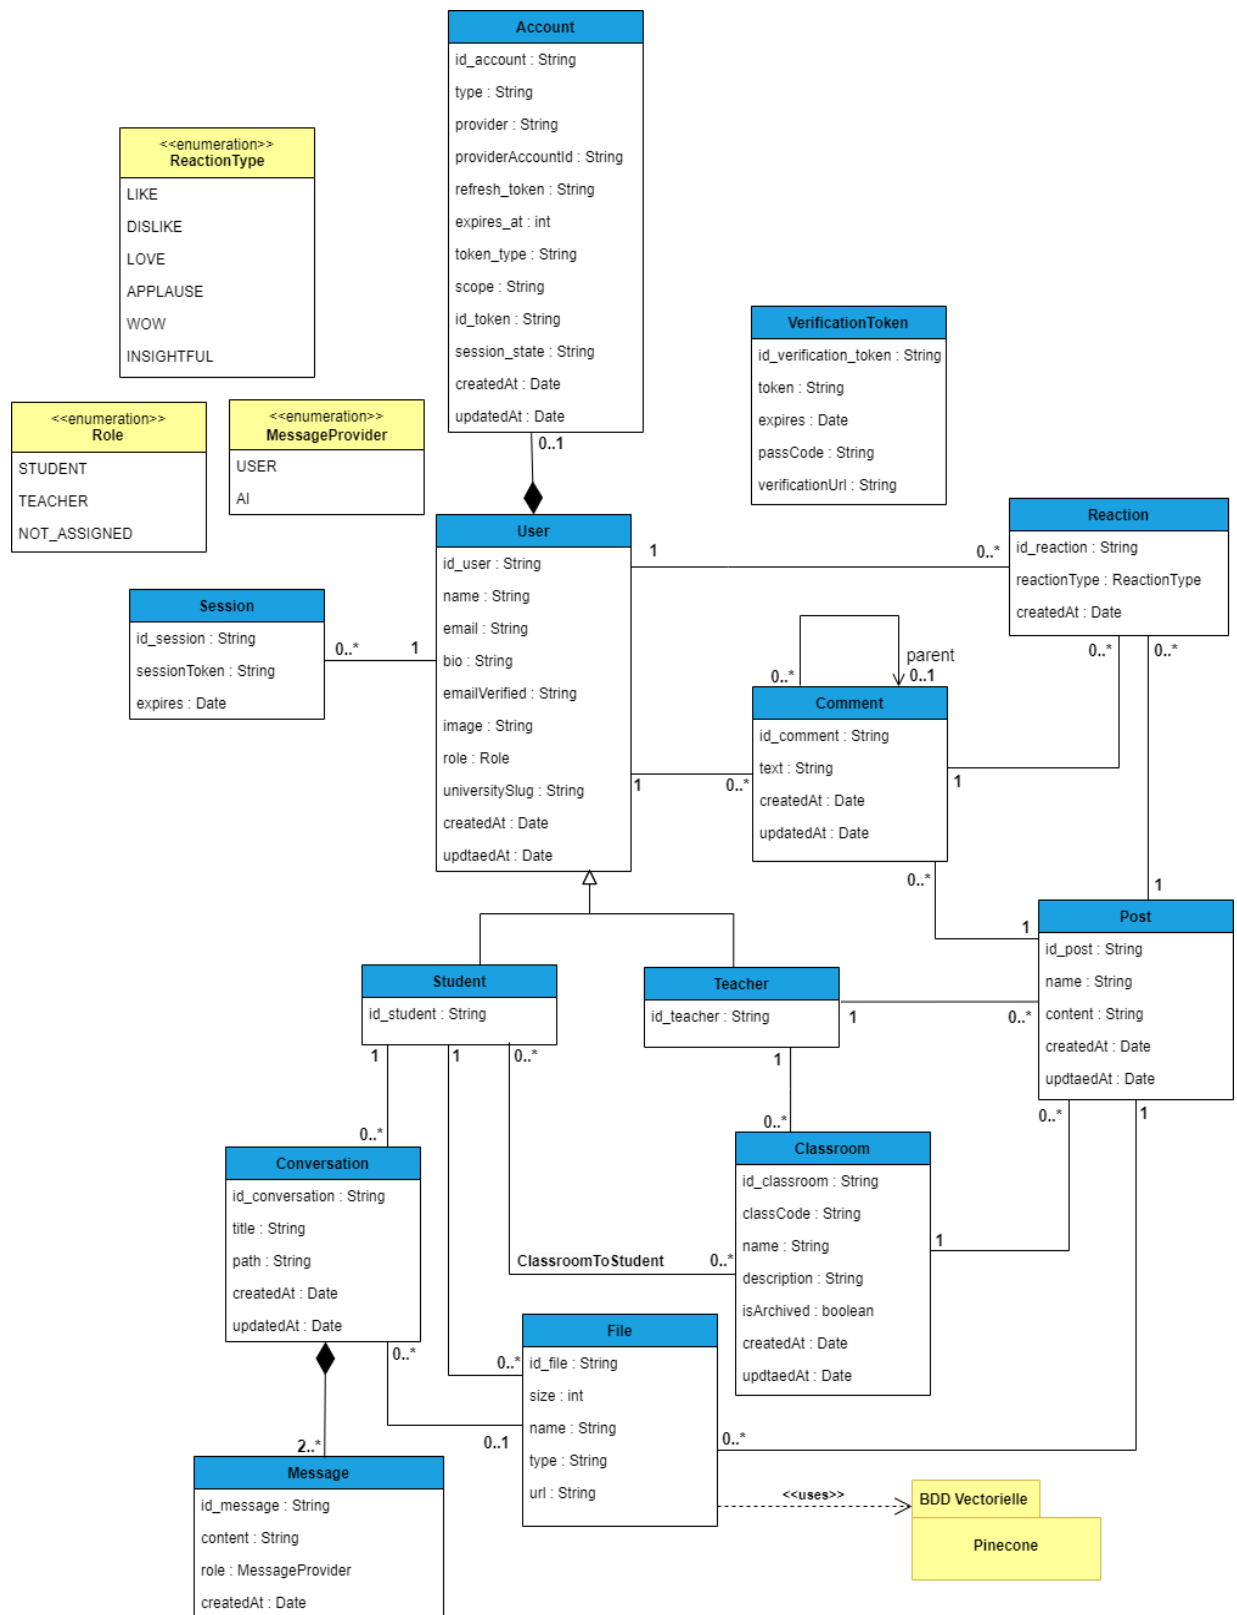 Account
id_account : String
type : String
provider : String
providerAccountId : String
refresh_token : String
expires_at : int
token_type : String
scope : String
id_token : String
session_state : String
createdAt : Date
updatedAt : Date
0..1
<<enumeration>>
ReactionType
LIKE
DISLIKE
LOVE
APPLAUSE
WOW
INSIGHTFUL
<<enumeration>>
Role
STUDENT
TEACHER
NOT_ASSIGNED
<<enumeration>>
MessageProvider
USER
AI
VerificationToken
id_verification_token : String
token : String
expires : Date
passCode : String
verificationUrl : String
User
id_user : String
name : String
email : String
bio : String
emailVerified : String
image : String
role : Role
universitySlug : String
createdAt : Date
updtaedAt : Date
1
0..*
Reaction
id_reaction : String
reactionType : ReactionType
createdAt : Date
0..*
0..*
Session
id_session : String
sessionToken : String
expires : Date
0..*
1
parent
0..*
0..1
Comment
id_comment : String
text : String
createdAt : Date
updatedAt : Date
1
0..*
1
0..*
1
1
Post
id_post : String
name : String
content : String
createdAt : Date
updtaedAt : Date
Student
id_student : String
Teacher
id_teacher : String
1
0..*
1
1
0..*
1
0..*
1
0..*
0..*
Conversation
id_conversation : String
title : String
path : String
createdAt : Date
updatedAt : Date
Classroom
id_classroom : String
classCode : String
name : String
description : String
isArchived : boolean
createdAt : Date
updtaedAt : Date
1
ClassroomToStudent
0..*
File
id_file : String
size : int
name : String
type : String
url : String
0..*
0..*
0..1
0..*
2..*
Message
id_message : String
content : String
role : MessageProvider
createdAt : Date
<<uses>>
BDD Vectorielle
Pinecone